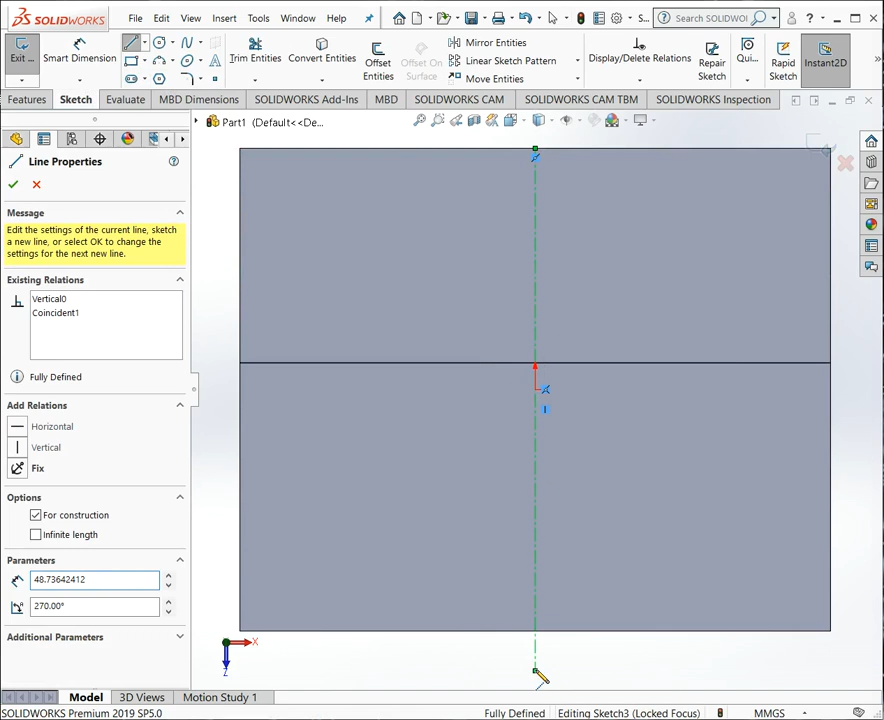 SOLIDWORKS File Edit View Insert Tools Window Help S... Search SOLIDWOI ?
Exit ... Smart Dimension Trim Entities Convert Entities Offset Entities Offset On Surface Mirror Entities Linear Sketch Pattern Move Entities Display/Delete Relations Repair Sketch Qui... Rapid Sketch Instant2D
Features Sketch Evaluate MBD Dimensions SOLIDWORKS Add-Ins MBD SOLIDWORKS CAM SOLIDWORKS CAM TBM SOLIDWORKS Inspection
Part1 (Default<<De...
Line Properties
Message
Edit the settings of the current line, sketch
a new line, or select OK to change the
settings for the next new line.
Existing Relations
Vertical0
Coincident1
Fully Defined
Add Relations
Horizontal
Vertical
Fix
Options
For construction
Infinite length
Parameters
48.73642412
270.00°
Additional Parameters
X
Z
Model 3D Views Motion Study 1
SOLIDWORKS Premium 2019 SP5.0 Fully Defined Editing Sketch3 (Locked Focus) MMGS